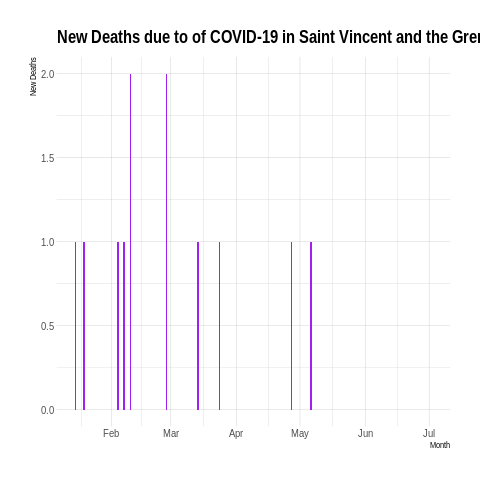 New Deaths due to of COVID-19 in Saint Vincent and the Gren
New Deaths
2.0
1.5
1.0
0.5
0.0
Feb Mar Apr May Jun Jul
Month